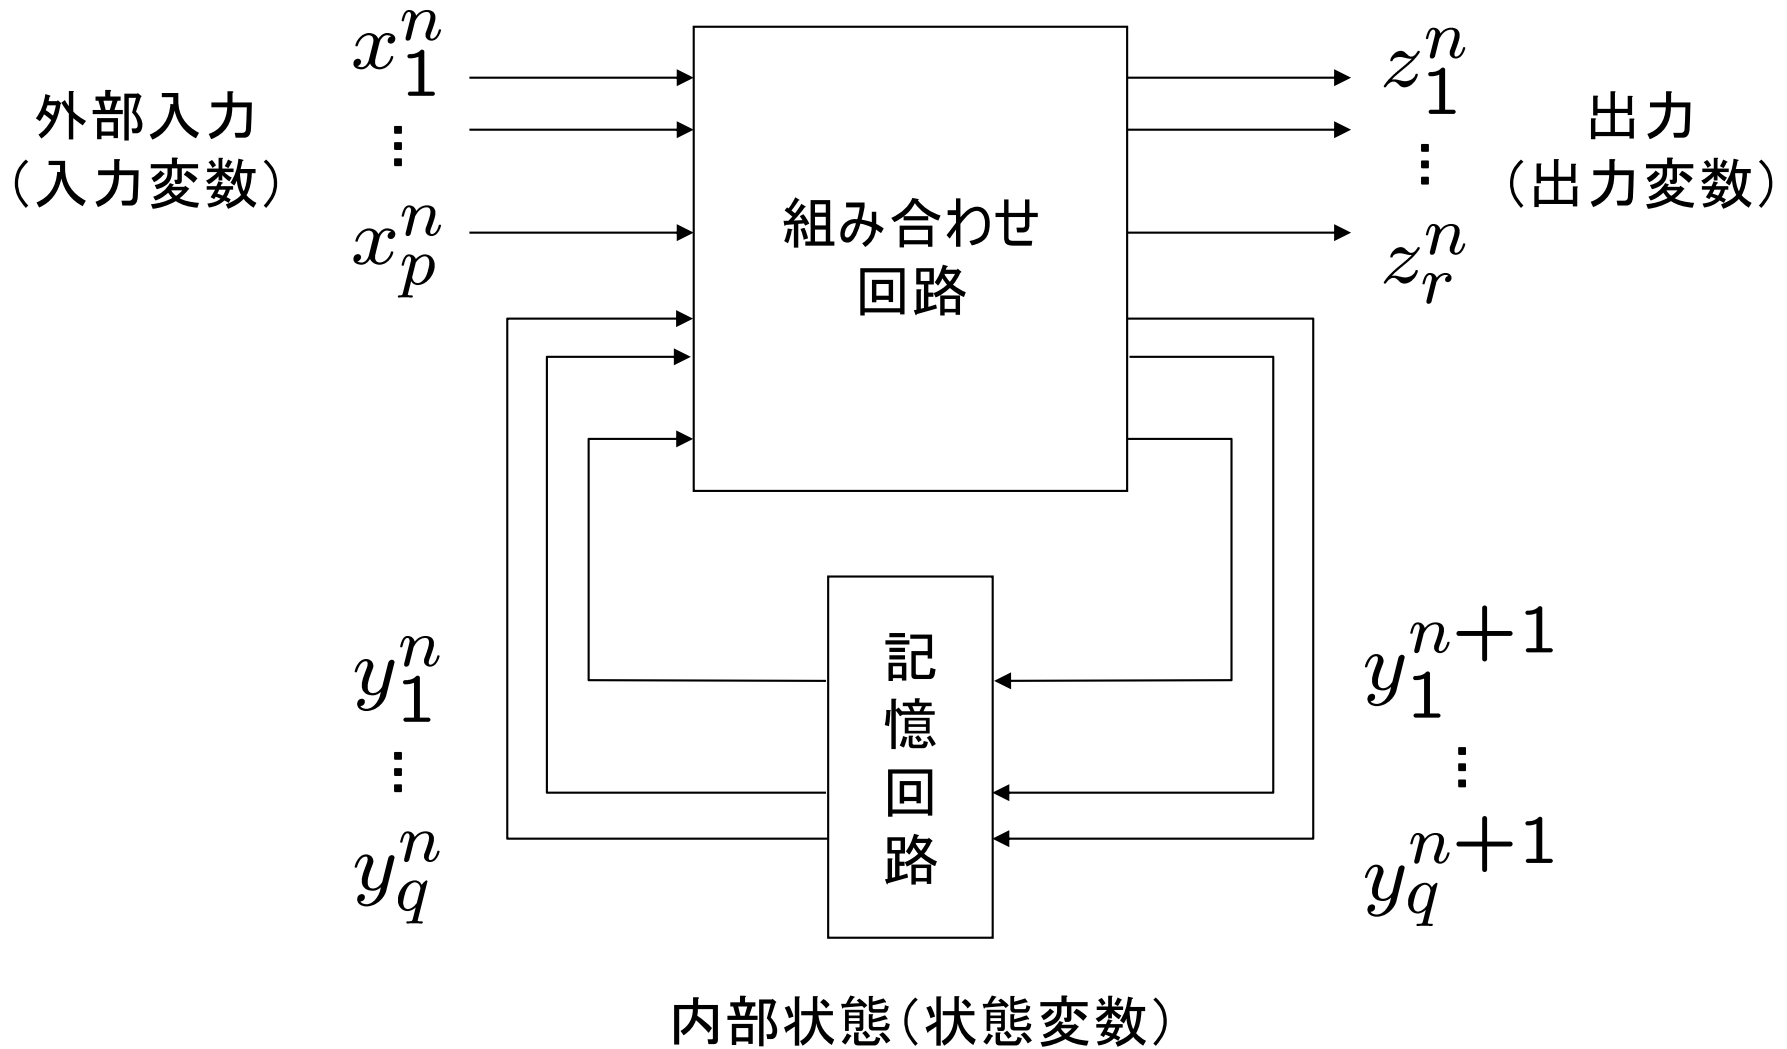 外部入力
（入力変数）
x_1^n
⋮
x_p^n
組み合わせ
回路
z_1^n
⋮
z_r^n
出力
（出力変数）
y_1^n
⋮
y_q^n
記
憶
回
路
y_1^{n+1}
⋮
y_q^{n+1}
内部状態（状態変数）